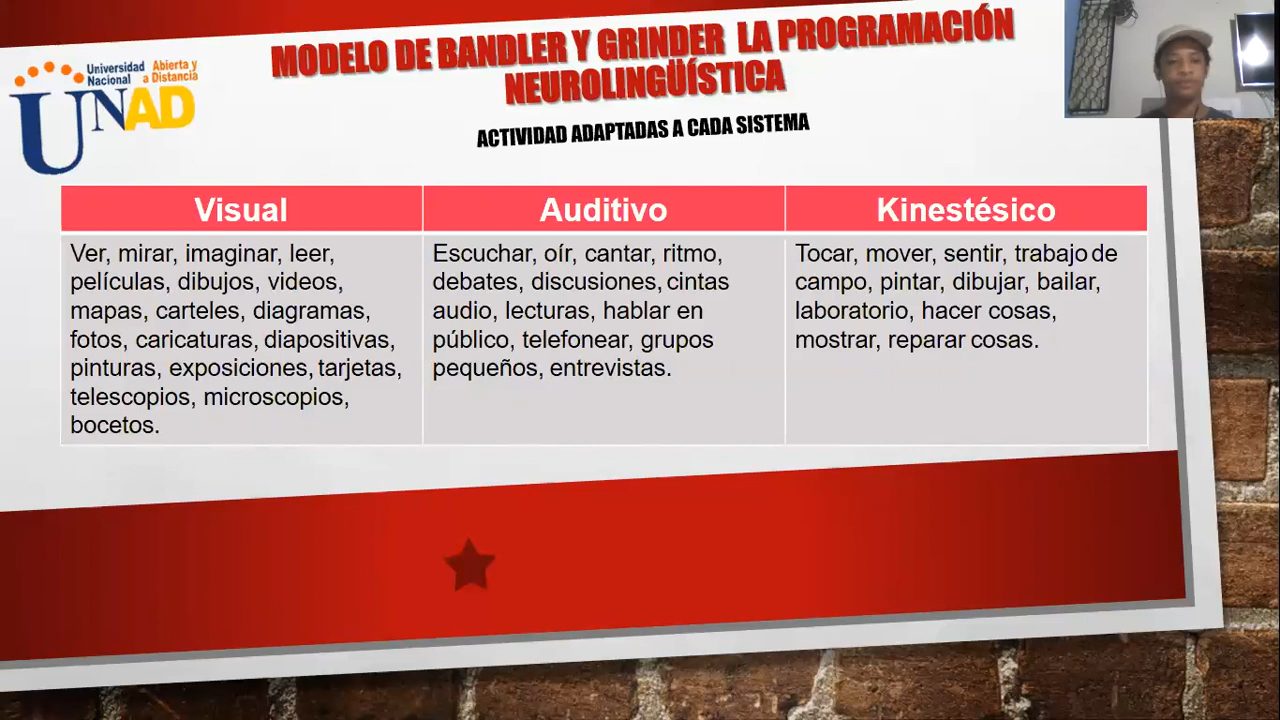 MODELO DE BANDLER Y GRINDER LA PROGRAMACIÓN
NEUROLINGÜÍSTICA
Universidad Abierta y
Nacional a Distancia
UNAD
ACTIVIDAD ADAPTADAS A CADA SISTEMA
Visual
Ver, mirar, imaginar, leer,
películas, dibujos, videos,
mapas, carteles, diagramas,
fotos, caricaturas, diapositivas,
pinturas, exposiciones, tarjetas,
telescopios, microscopios,
bocetos.
Auditivo
Escuchar, oír, cantar, ritmo,
debates, discusiones, cintas
audio, lecturas, hablar en
público, telefonear, grupos
pequeños, entrevistas.
Kinestésico
Tocar, mover, sentir, trabajo de
campo, pintar, dibujar, bailar,
laboratorio, hacer cosas,
mostrar, reparar cosas.